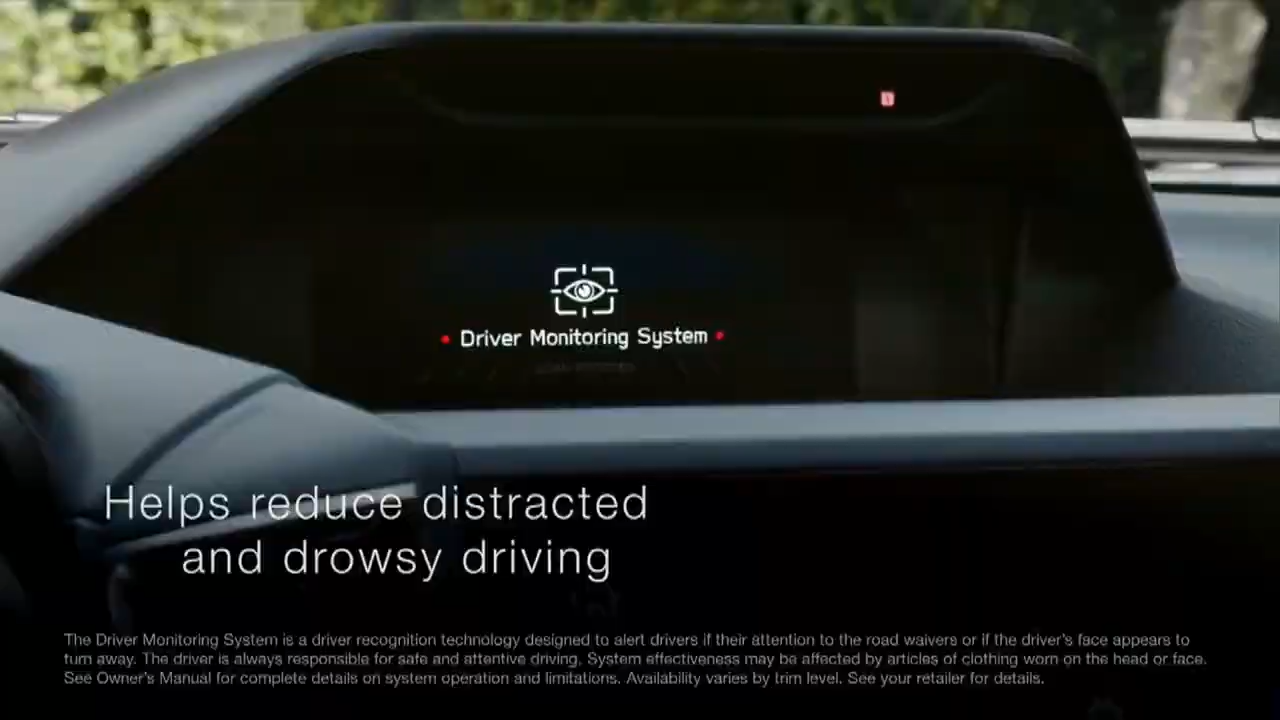 Driver Monitoring System
Helps reduce distracted
and drowsy driving
The Driver Monitoring System is a driver recognition technology designed to alert drivers if their attention to the road waivers or if the driver's face appears to
turn away. The driver is always responsible for safe and attentive driving. System effectiveness may be affected by articles of clothing worn on the head or face.
See Owner's Manual for complete details on system operation and limitations. Availability varies by trim level. See your retailer for details.